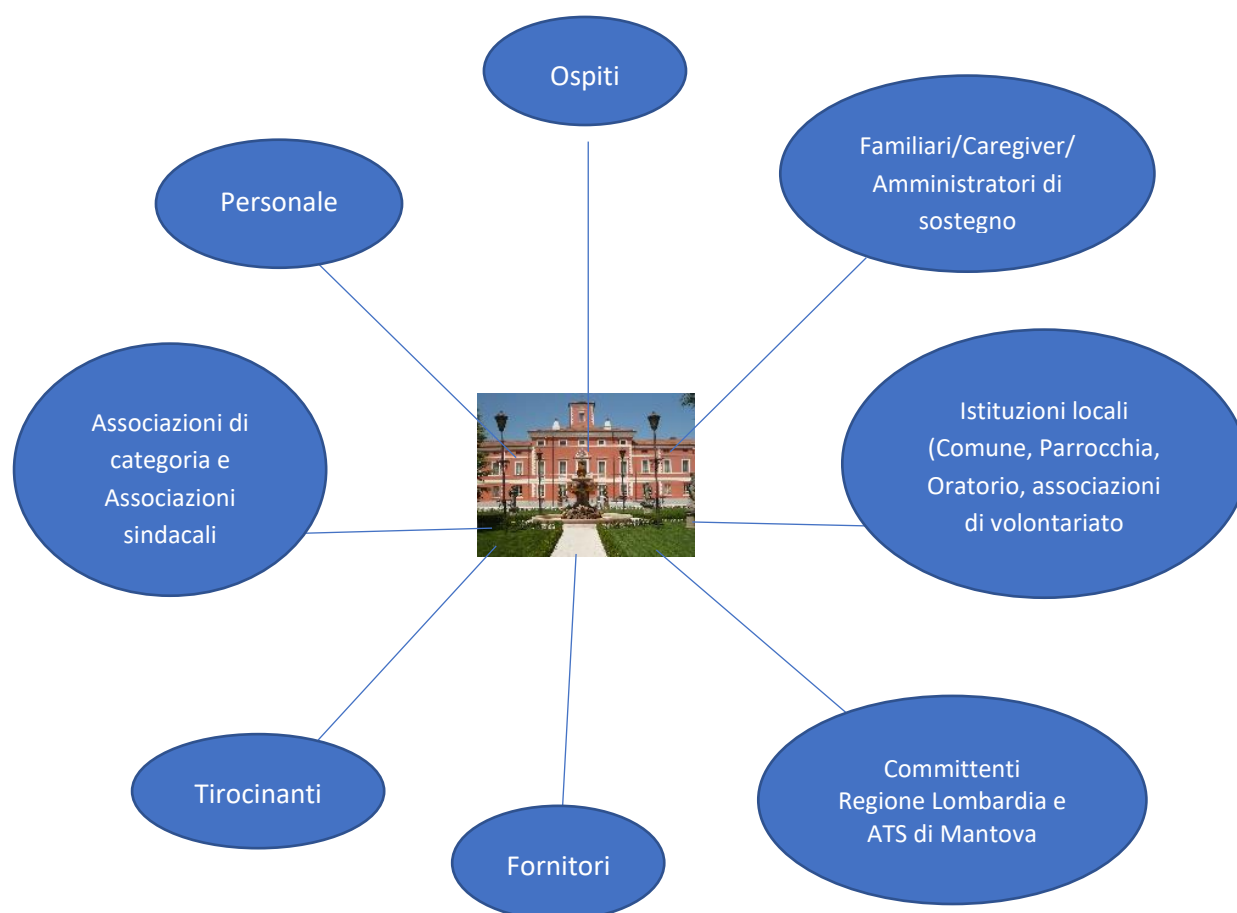 Ospiti
Familiari/Caregiver/
Amministratori di
sostegno
Personale
Associazioni di
categoria e
Associazioni
sindacali
Istituzioni locali
(Comune, Parrocchia,
Oratorio, associazioni
di volontariato
Tirocinanti
Committenti
Regione Lombardia e
ATS di Mantova
Fornitori